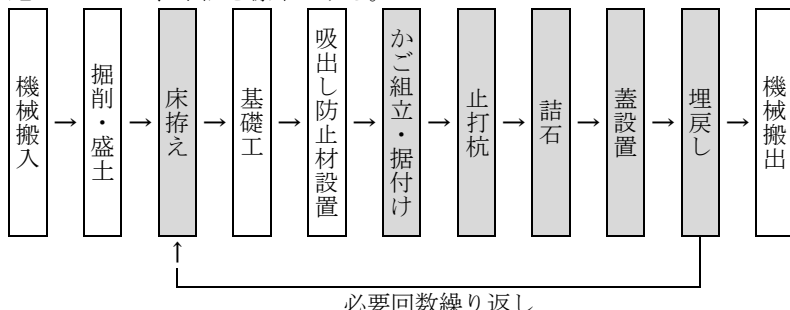 機械搬入
→
掘削・盛土
→
床拵え
→
基礎工
→
吸出し防止材設置
→
かご組立・据付け
→
止打杭
→
詰石
→
蓋設置
→
埋戻し
→
機械搬出
↑
必要回数繰り返し